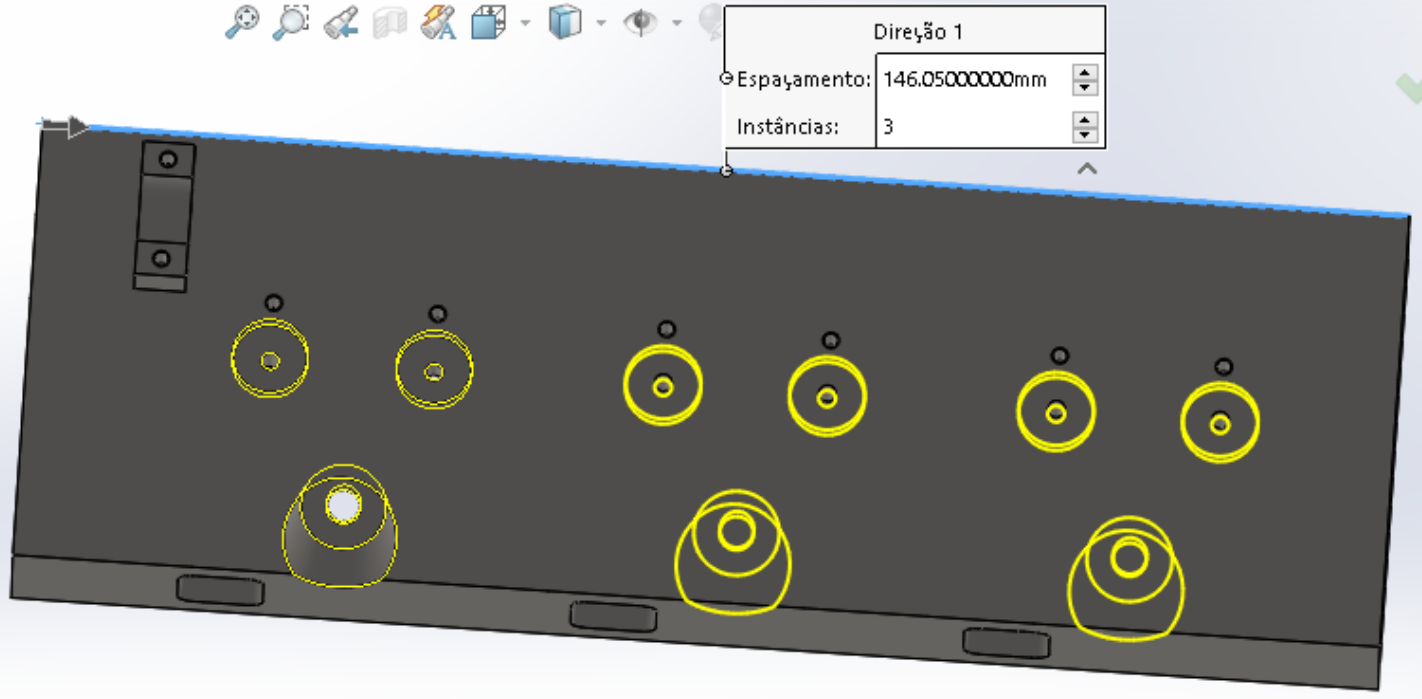 Direção 1
Espaçamento: 146.05000000mm
Instâncias: 3